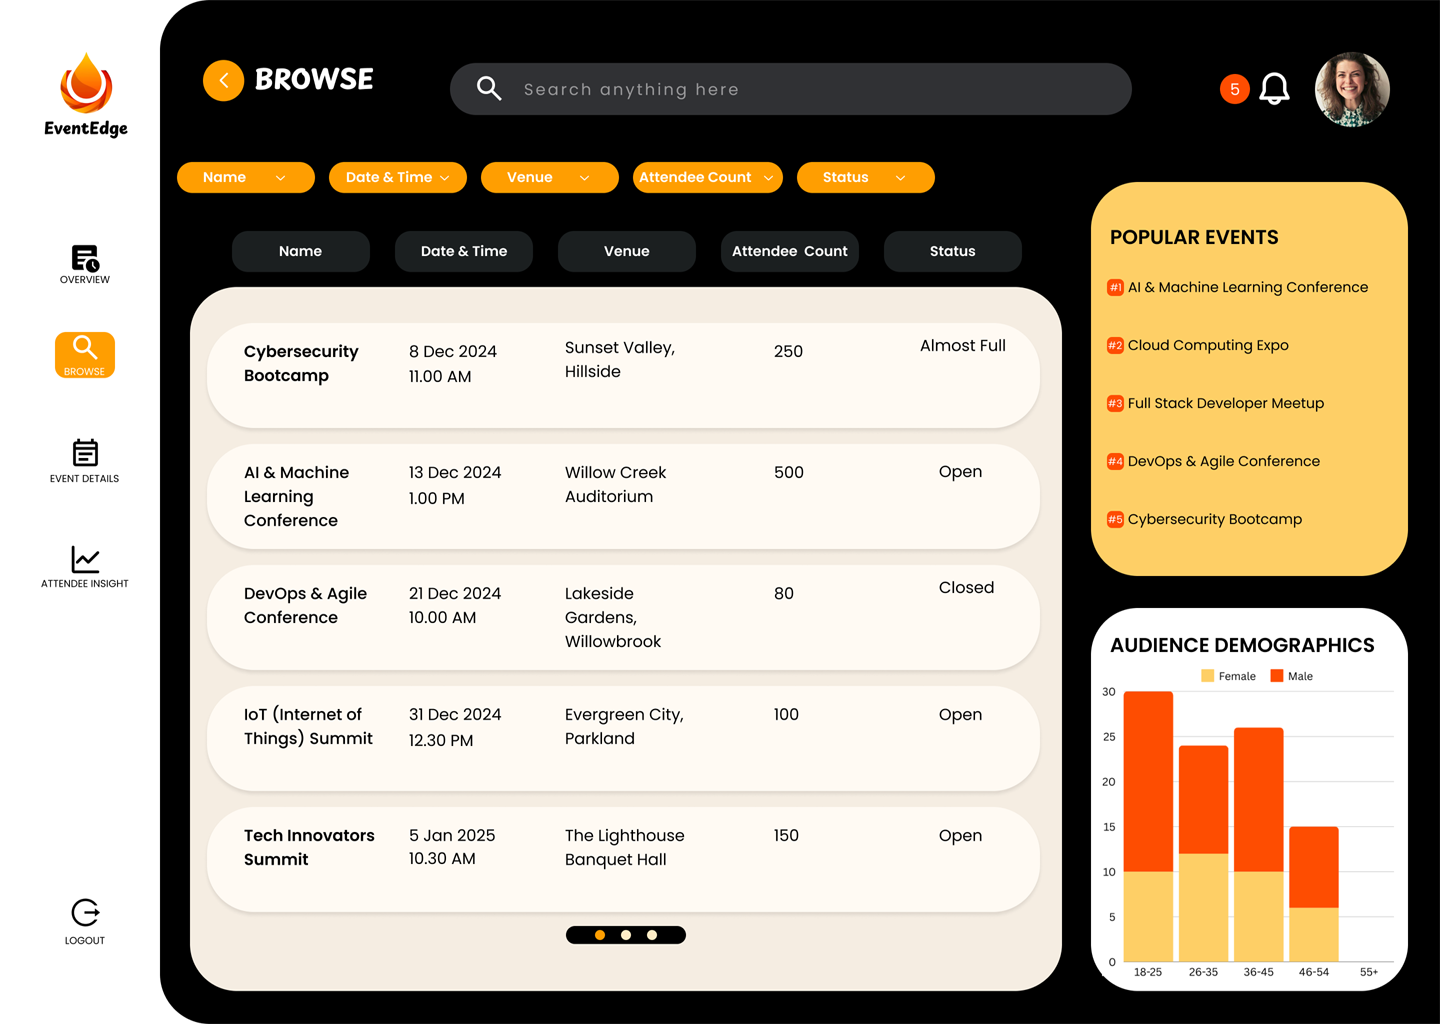 EventEdge
BROWSE
Search anything here
5
Name
Date & Time
Venue
Attendee Count
Status
Name
Date & Time
Venue
Attendee Count
Status
OVERVIEW
BROWSE
EVENT DETAILS
ATTENDEE INSIGHT
LOGOUT
Cybersecurity
Bootcamp
8 Dec 2024
11.00 AM
Sunset Valley,
Hillside
250
Almost Full
AI & Machine
Learning
Conference
13 Dec 2024
1.00 PM
Willow Creek
Auditorium
500
Open
DevOps & Agile
Conference
21 Dec 2024
10.00 AM
Lakeside
Gardens,
Willowbrook
80
Closed
IoT (Internet of
Things) Summit
31 Dec 2024
12.30 PM
Evergreen City,
Parkland
100
Open
Tech Innovators
Summit
5 Jan 2025
10.30 AM
The Lighthouse
Banquet Hall
150
Open
POPULAR EVENTS
#1 AI & Machine Learning Conference
#2 Cloud Computing Expo
#3 Full Stack Developer Meetup
#4 DevOps & Agile Conference
#5 Cybersecurity Bootcamp
AUDIENCE DEMOGRAPHICS
Female Male
30
25
20
15
10
5
0
18-25 26-35 36-45 46-54 55+